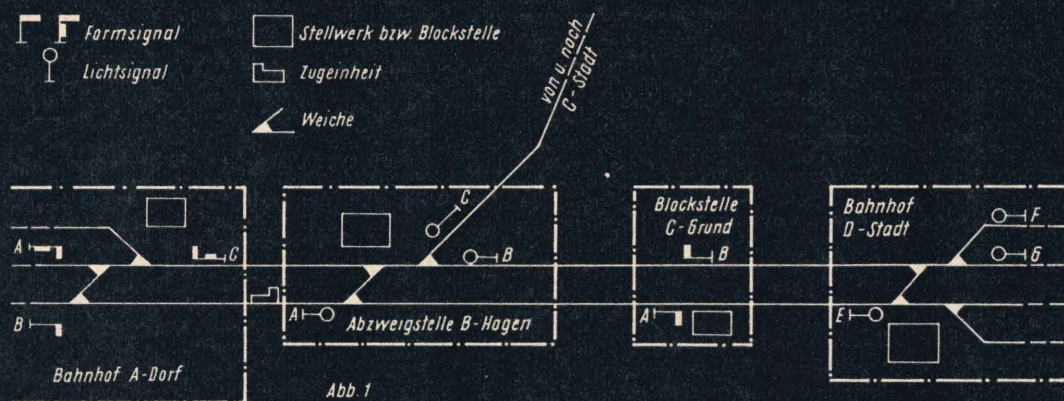 Formsignal
Lichtsignal
Stellwerk bzw. Blockstelle
Zugeinheit
Weiche
von u. nach
C-Stadt
A
C
B
Bahnhof A-Dorf
C
B
A
Abzweigstelle B-Hagen
Blockstelle
C-Grund
B
A
Bahnhof
D-Stadt
F
G
E
Abb. 1